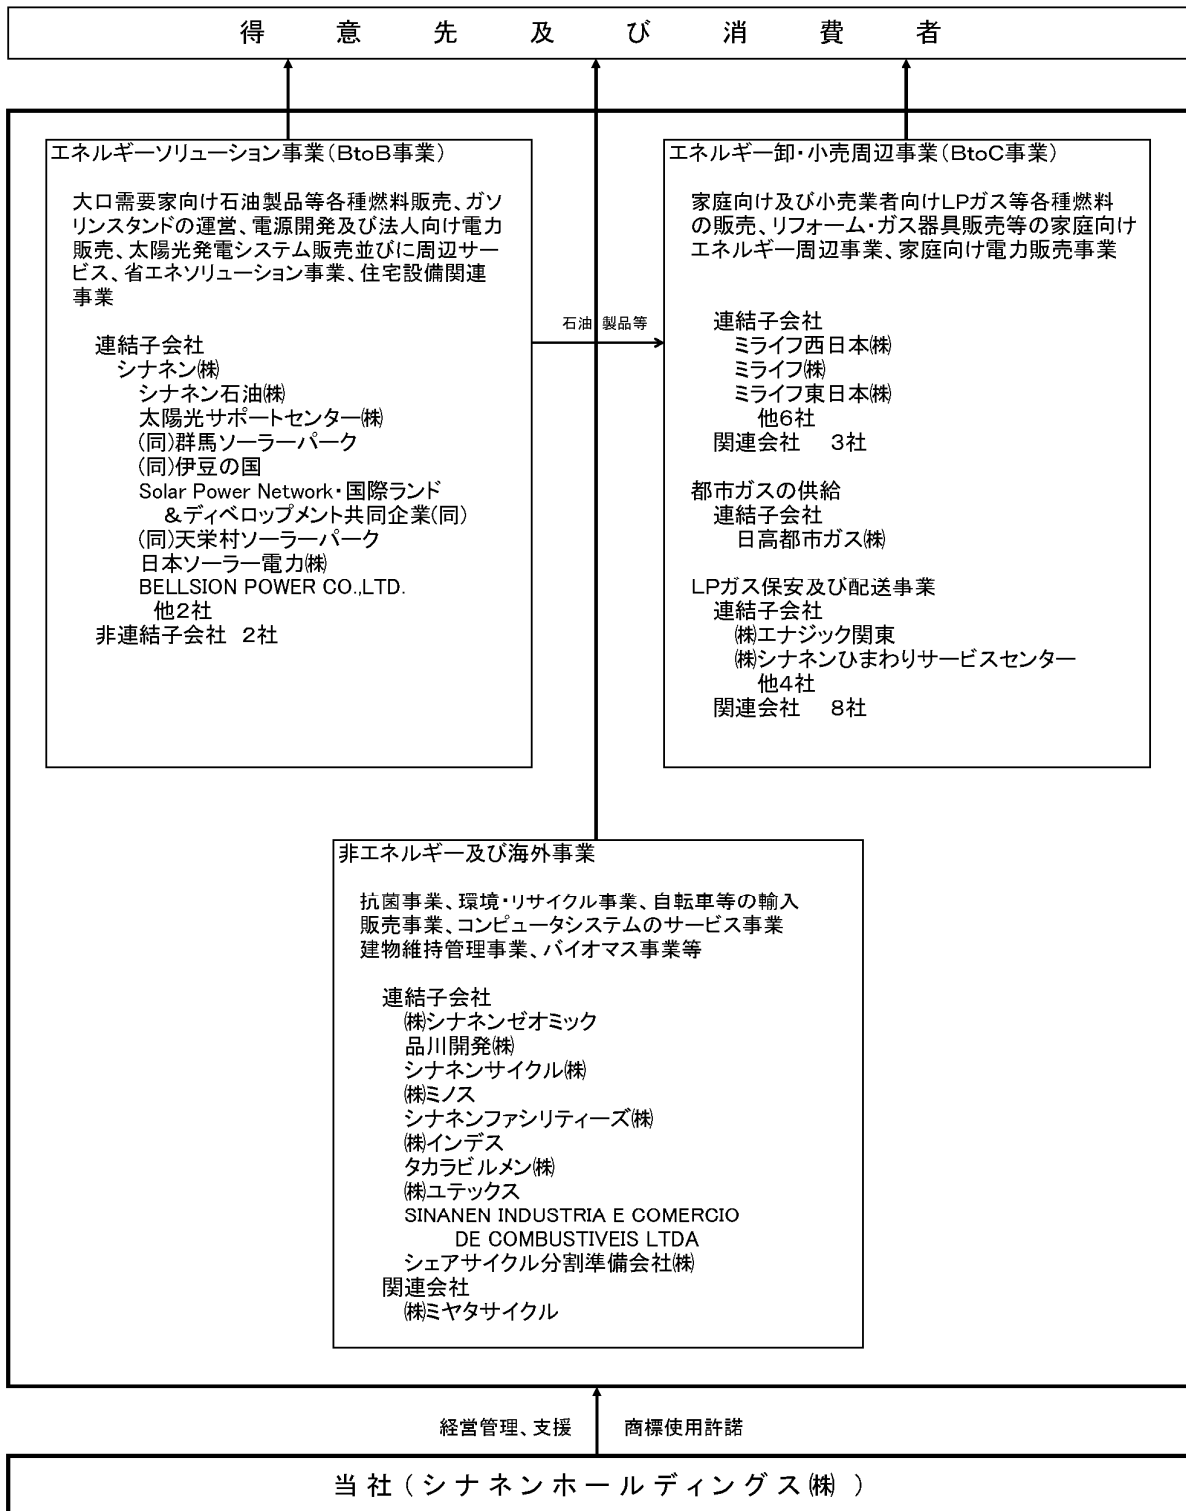 得意先及び消費者
エネルギーソリューション事業(BtoB事業)
大口需要家向け石油製品等各種燃料販売、ガソ
リンスタンドの運営、電源開発及び法人向け電力
販売、太陽光発電システム販売並びに周辺サー
ビス、省エネソリューション事業、住宅設備関連
事業
連結子会社
シナネン㈱
シナネン石油㈱
太陽光サポートセンター㈱
(同)群馬ソーラーパーク
(同)伊豆の国
Solar Power Network・国際ランド
&ディベロップメント共同企業(同)
(同)天栄村ソーラーパーク
日本ソーラー電力㈱
BELLSION POWER CO.,LTD.
他2社
非連結子会社 2社
石油製品等
エネルギー卸・小売周辺事業(BtoC事業)
家庭向け及び小売業者向けLPガス等各種燃料
の販売、リフォーム・ガス器具販売等の家庭向け
エネルギー周辺事業、家庭向け電力販売事業
連結子会社
ミライフ西日本㈱
ミライフ㈱
ミライフ東日本㈱
他6社
関連会社 3社
都市ガスの供給
連結子会社
日高都市ガス㈱
LPガス保安及び配送事業
連結子会社
㈱エナジック関東
㈱シナネンひまわりサービスセンター
他4社
関連会社 8社
非エネルギー及び海外事業
抗菌事業、環境・リサイクル事業、自転車等の輸入
販売事業、コンピュータシステムのサービス事業
建物維持管理事業、バイオマス事業等
連結子会社
㈱シナネンゼオミック
品川開発㈱
シナネンサイクル㈱
㈱ミノス
シナネンファシリティーズ㈱
㈱インデス
タカラビルメン㈱
㈱ユテックス
SINANEN INDUSTRIA E COMERCIO
DE COMBUSTIVEIS LTDA
シェアサイクル分割準備会社㈱
関連会社
㈱ミヤタサイクル
経営管理、支援 商標使用許諾
当社(シナネンホールディングス㈱)